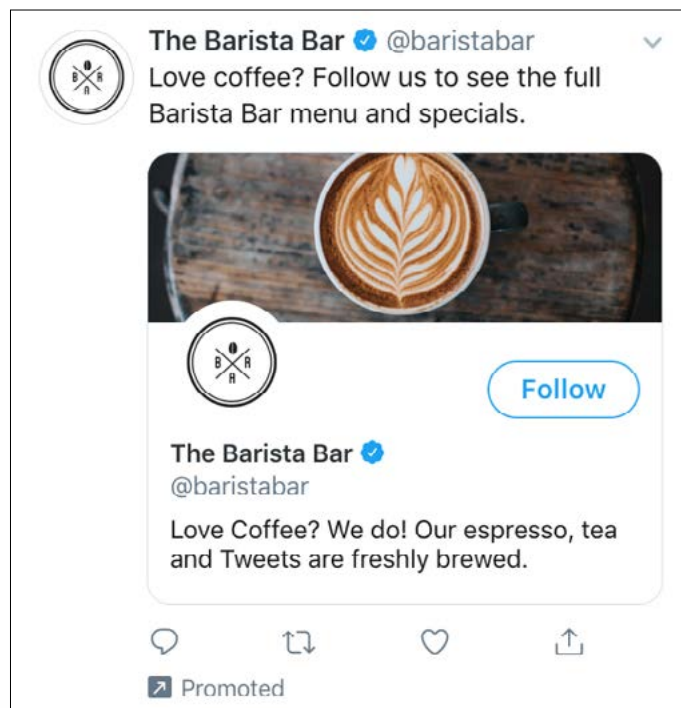 The Barista Bar @baristabar
Love coffee? Follow us to see the full
Barista Bar menu and specials.
B R
A
B R
A
Follow
The Barista Bar
@baristabar
Love Coffee? We do! Our espresso, tea
and Tweets are freshly brewed.
Promoted